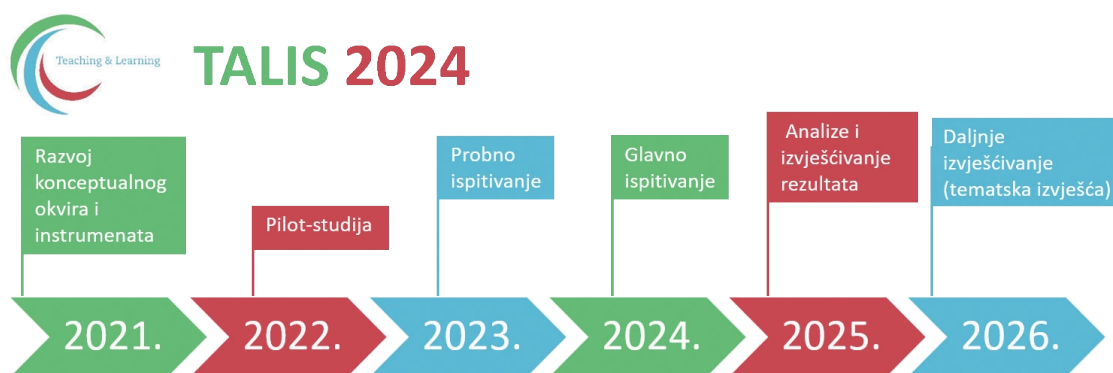 Teaching & Learning
TALIS 2024
Razvoj
konceptualnog
okvira i
instrumenata
Pilot-studija
Probno
ispitivanje
Glavno
ispitivanje
Analize i
izvješćivanje
rezultata
Daljnje
izvješćivanje
(tematska izvješća)
2021.
2022.
2023.
2024.
2025.
2026.